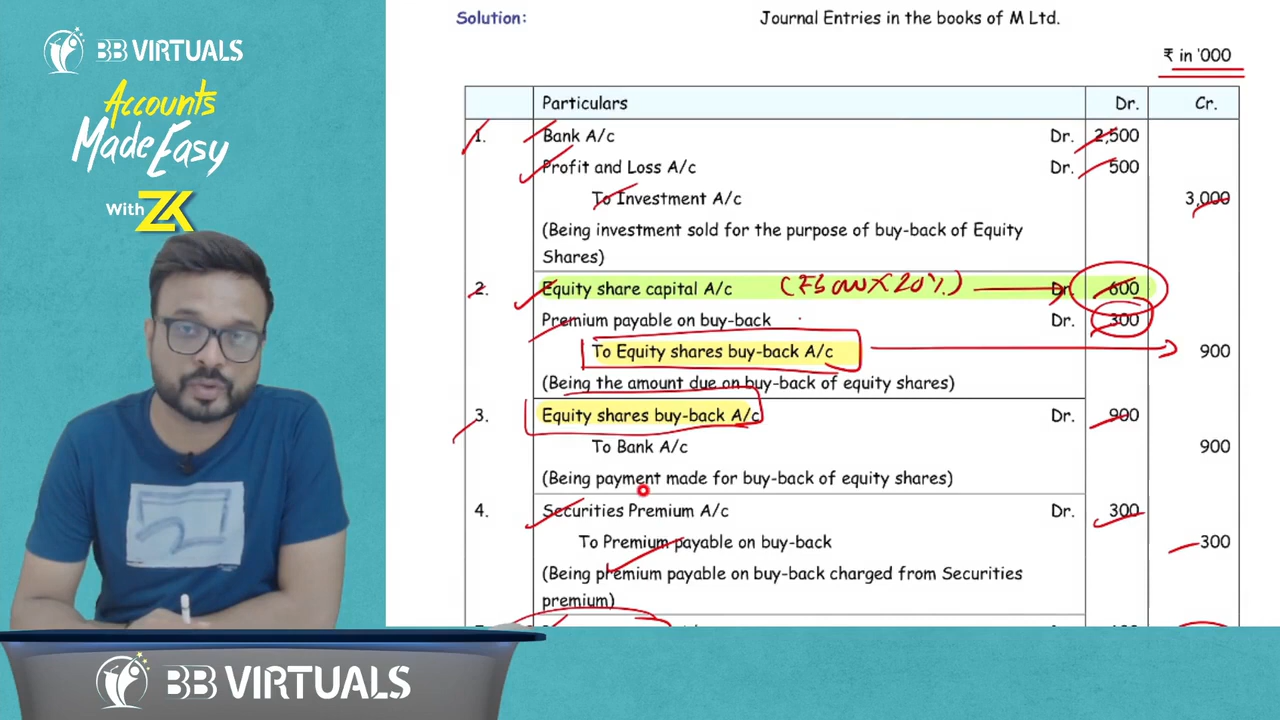 BB VIRTUALS
Accounts
Made Easy
With ZK
Solution: Journal Entries in the books of M Ltd.
₹ in '000
Particulars Dr. Cr.
1. Bank A/c Dr. 2,500
Profit and Loss A/c Dr. 500
To Investment A/c 3,000
(Being investment sold for the purpose of buy-back of Equity
Shares)
2. Equity share capital A/c Dr. 600
Premium payable on buy-back Dr. 300
To Equity shares buy-back A/c 900
(Being the amount due on buy-back of equity shares)
3. Equity shares buy-back A/c Dr. 900
To Bank A/c 900
(Being payment made for buy-back of equity shares)
4. Securities Premium A/c Dr. 300
To Premium payable on buy-back 300
(Being premium payable on buy-back charged from Securities
premium)
BB VIRTUALS